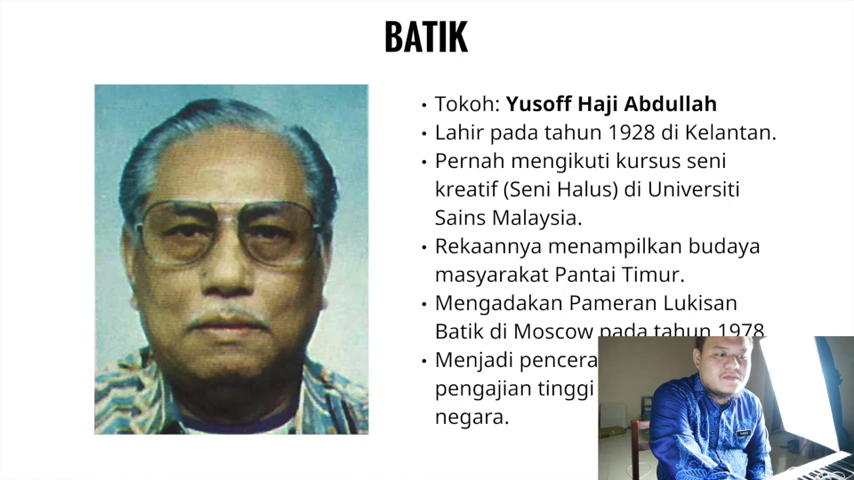 BATIK
• Tokoh: Yusoff Haji Abdullah
• Lahir pada tahun 1928 di Kelantan.
• Pernah mengikuti kursus seni
kreatif (Seni Halus) di Universiti
Sains Malaysia.
• Rekaannya menampilkan budaya
masyarakat Pantai Timur.
• Mengadakan Pameran Lukisan
Batik di Moscow pada tahun 1978
• Menjadi pencera
pengajian tinggi
negara.